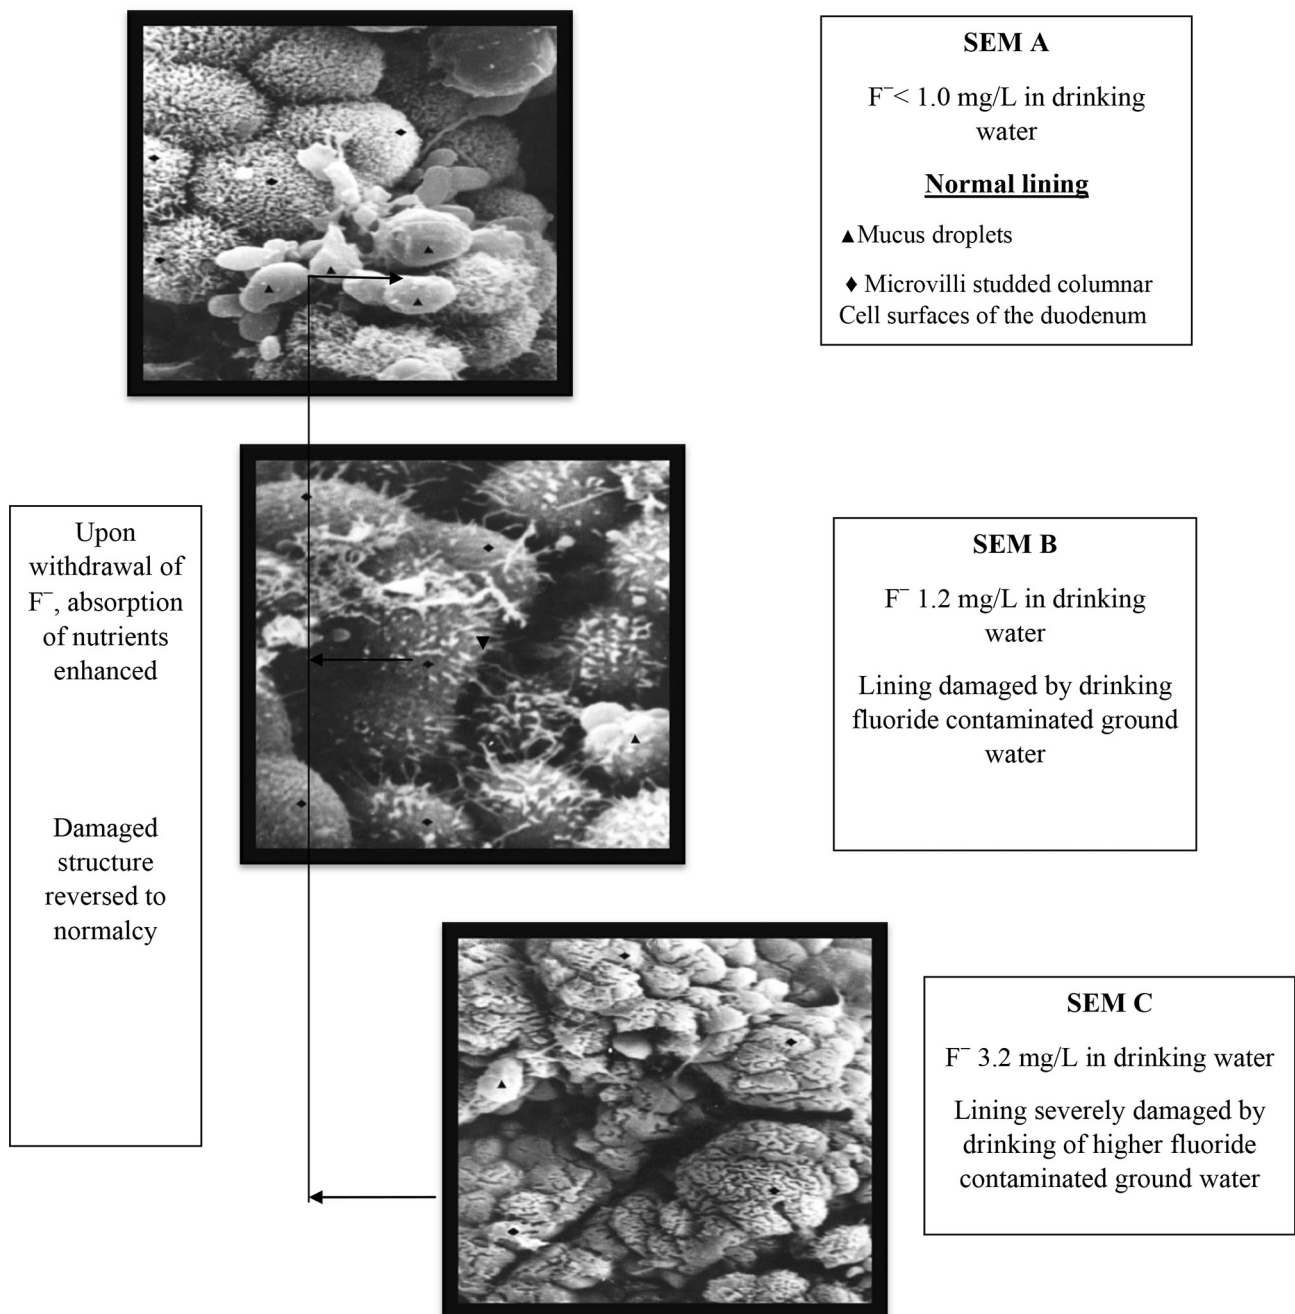 SEM A
F⁻< 1.0 mg/L in drinking
water
Normal lining
▲Mucus droplets
♦ Microvilli studded columnar
Cell surfaces of the duodenum
Upon
withdrawal of
F⁻, absorption
of nutrients
enhanced
Damaged
structure
reversed to
normalcy
SEM B
F⁻ 1.2 mg/L in drinking
water
Lining damaged by drinking
fluoride contaminated ground
water
SEM C
F⁻ 3.2 mg/L in drinking water
Lining severely damaged by
drinking of higher fluoride
contaminated ground water